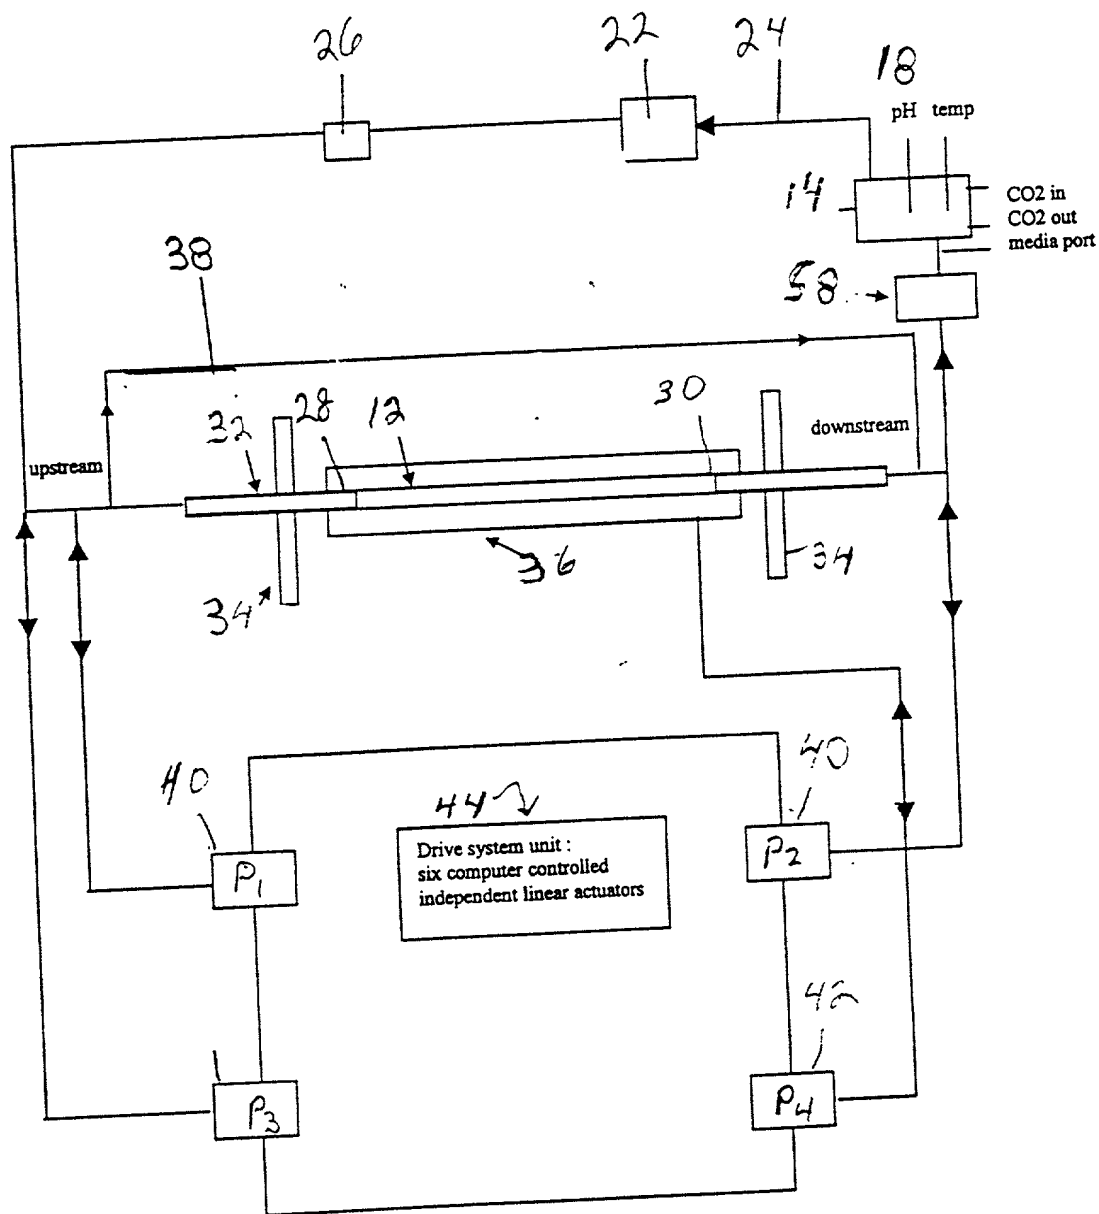 26
22
24
18
pH temp
14
CO2 in
CO2 out
media port
38
58
32
28
12
30
downstream
upstream
34
36
34
40
40
44
Drive system unit :
six computer controlled
independent linear actuators
P1
P2
42
P3
P4